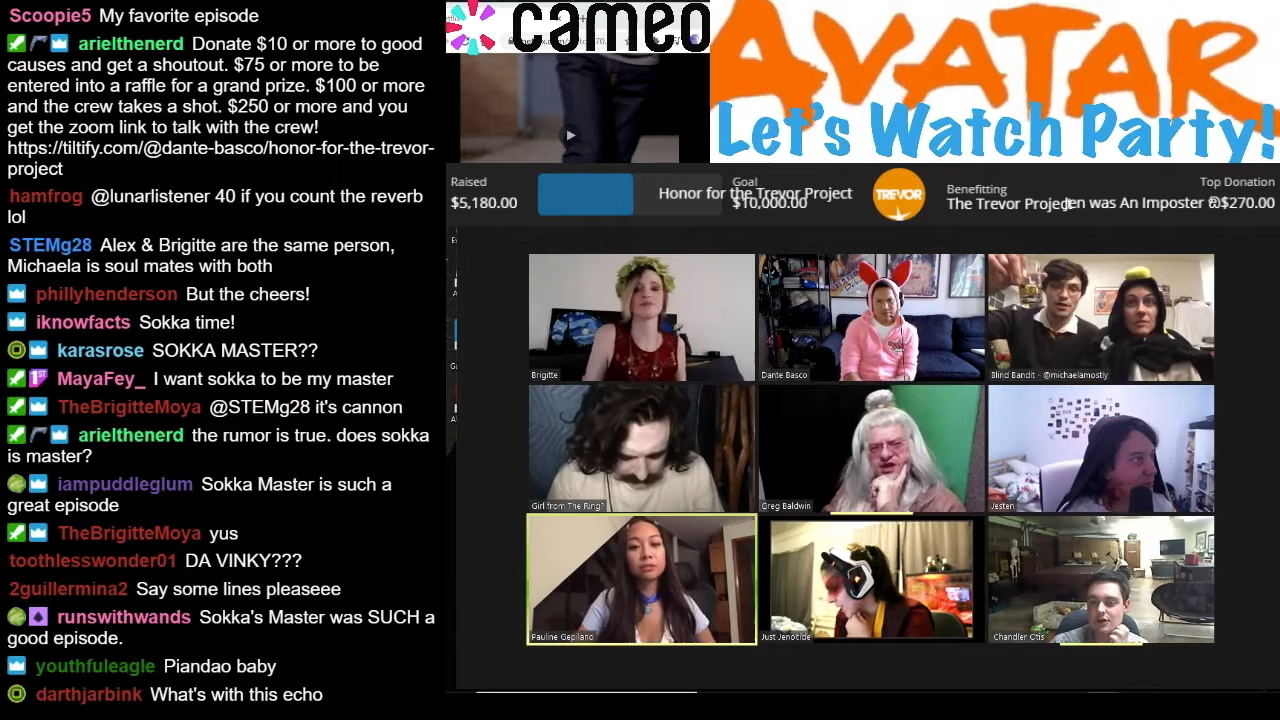 Scoopie5 My favorite episode
arielthenerd Donate $10 or more to good
causes and get a shoutout. $75 or more to be
entered into a raffle for a grand prize. $100 or more
and the crew takes a shot. $250 or more and you
get the zoom link to talk with the crew!
https://tiltify.com/@dante-basco/honor-for-the-trevor-
project
hamfrog @lunarlistener 40 if you count the reverb
lol
STEMg28 Alex & Brigitte are the same person,
Michaela is soul mates with both
phillyhenderson But the cheers!
iknowfacts Sokka time!
karasrose SOKKA MASTER??
MayaFey_ I want sokka to be my master
TheBrigitteMoya @STEMg28 it's cannon
arielthenerd the rumor is true. does sokka
is master?
iampuddleglum Sokka Master is such a
great episode
TheBrigitteMoya yus
toothlesswonder01 DA VINKY???
2guillermina2 Say some lines pleaseee
runswithwands Sokka's Master was SUCH a
good episode.
youthfuleagle Piandao baby
darthjarbink What's with this echo
cameo
AVATAR
Let's Watch Party!
Raised
$5,180.00
Honor for the Trevor Project
Goal
$10,000.00
TREVOR
Benefitting
The Trevor Project
Top Donation
Jen was An Imposter
$270.00
Brigitte
Dante Basco
Blind Bandit - @michaelamostly
Girl from The Ring?
Greg Baldwin
Jesten
Pauline Gepilano
Just Jenocide
Chandler Otis